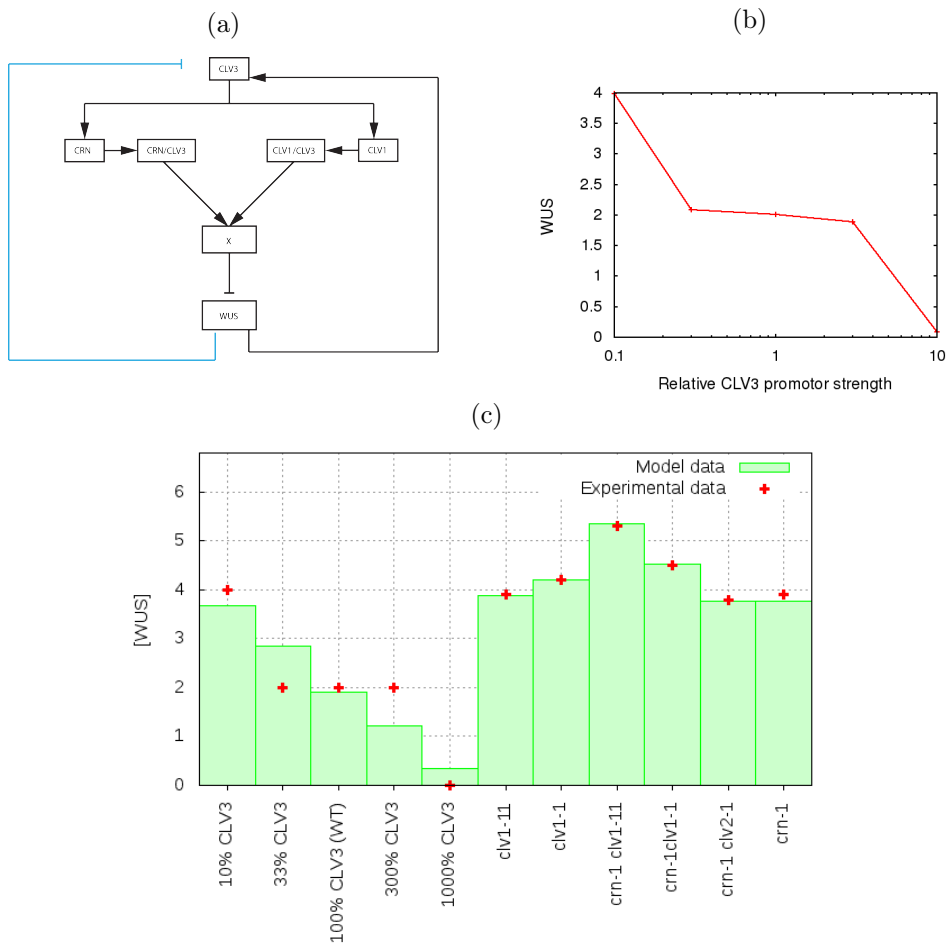 (a)
CLV3
CRN
CRN/CLV3
CLV1/CLV3
CLV1
X
WUS
(b)
4
3.5
3
2.5
2
1.5
1
0.5
0
WUS
0.1
1
10
Relative CLV3 promotor strength
(c)
Model data
Experimental data
6
5
4
3
2
1
0
[WUS]
10% CLV3
33% CLV3
100% CLV3 (WT)
300% CLV3
1000% CLV3
clv1-11
clv1-1
crn-1 clv1-11
crn-1clv1-1
crn-1 clv2-1
crn-1